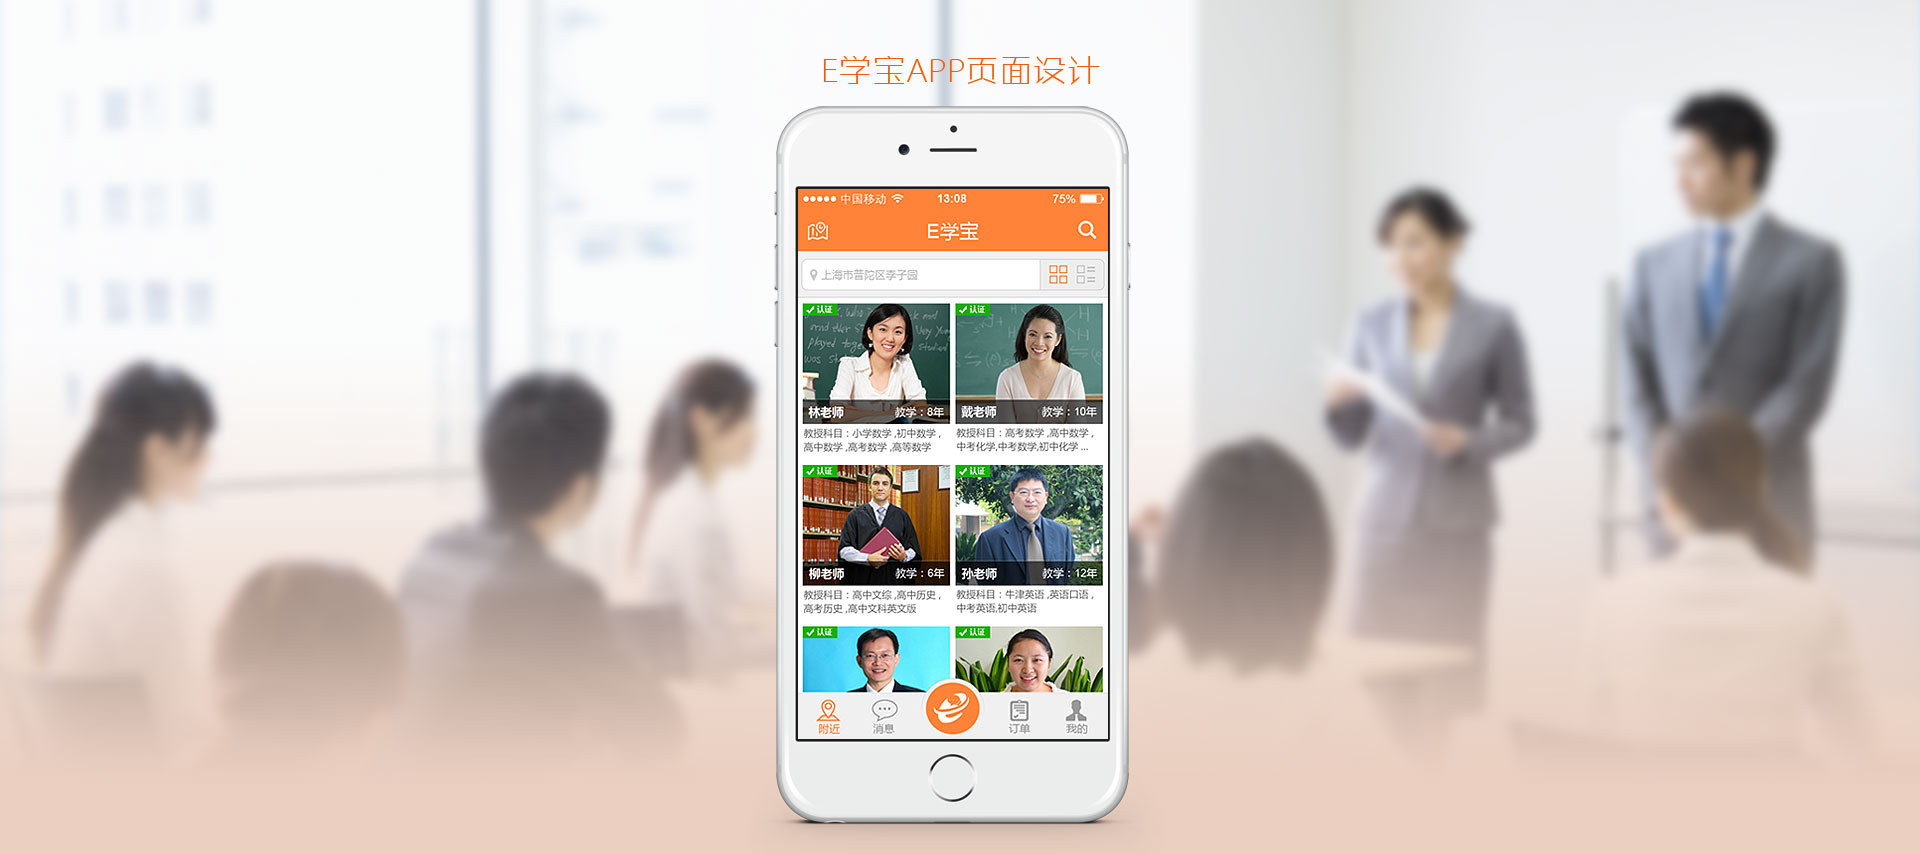 E学宝APP页面设计
中国移动 13:08 75%
E学宝
上海市普陀区李子园
认证
认证
林老师 教学：8年
戴老师 教学：10年
教授科目：小学数学 ,初中数学 ,
高中数学 ,高考数学 ,高等数学
教授科目：高考数学 ,高中数学 ,
中考化学,中考数学,初中化学 ...
认证
认证
柳老师 教学：6年
孙老师 教学：12年
教授科目：高中文综 ,高中历史 ,
高考历史 ,高中文科英文版
教授科目：牛津英语 ,英语口语 ,
中考英语,初中英语
认证
认证
附近 消息 订单 我的